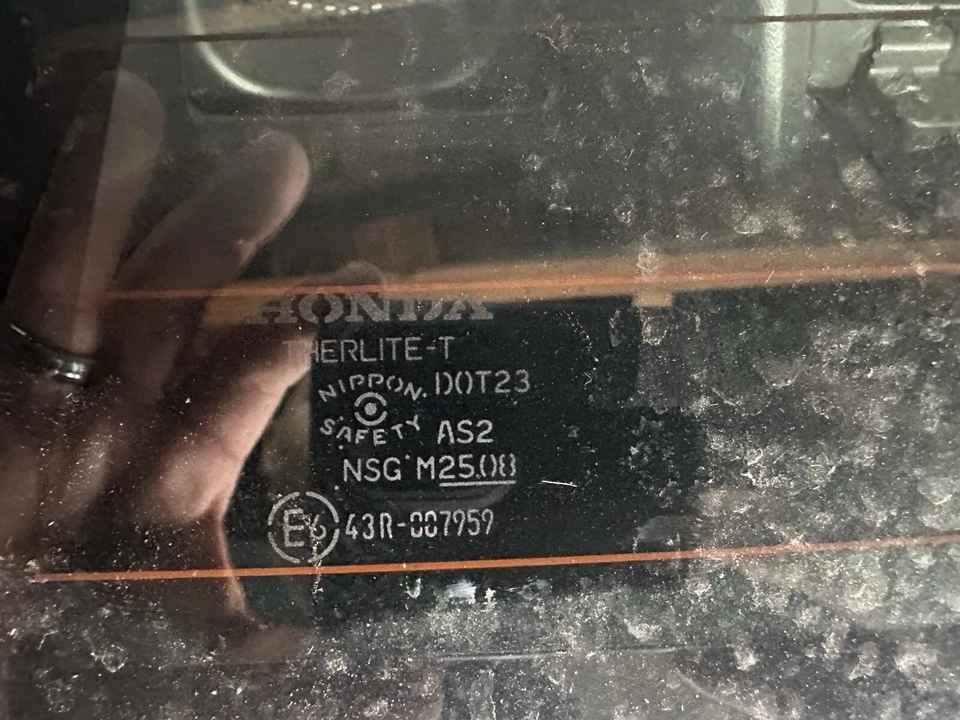 HONDA
THERLITE-T
NIPPON. DOT23
SAFETY AS2
NSG M25.08
E6 43R-007959